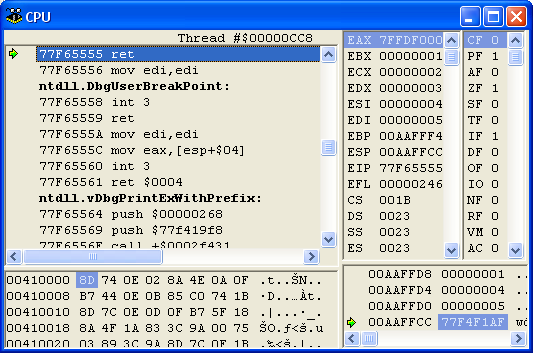 CPU
Thread #$00000CC8
77F65555 ret
77F65556 mov edi,edi
ntdll.DbgUserBreakPoint:
77F65558 int 3
77F65559 ret
77F6555A mov edi,edi
77F6555C mov eax,[esp+$04]
77F65560 int 3
77F65561 ret $0004
ntdll.vDbgPrintExWithPrefix:
77F65564 push $00000268
77F65569 push $77f419f8
77F6556E call +$0002f431
EAX 7FFDF000
EBX 00000001
ECX 00000002
EDX 00000003
ESI 00000004
EDI 00000005
EBP 00AAFFF4
ESP 00AAFFCC
EIP 77F65555
EFL 00000246
CS 001B
DS 0023
SS 0023
ES 0023
CF 0
PF 1
AF 0
ZF 1
SF 0
TF 0
IF 1
DF 0
OF 0
IO 0
NF 0
RF 0
VM 0
AC 0
00410000 8D 74 0E 02 8A 4E 0A 0F .t..ŠN..
00410008 B7 44 0E 0B 85 C0 74 1B ·D...Àt.
00410010 8D 7C 0E 0D 0F B7 5F 18 .|...·_.
00410018 8A 4F 1A 83 3C 9A 00 75 ŠO.ƒ<š.u
00410020 03 89 3C 9A 8D 7C 0F 1B .‰<š.|..
00AAFFD8 00000001 ..
00AAFFD4 00000004 ..
00AAFFD0 00000005 ..
00AAFFCC 77F4F1AF